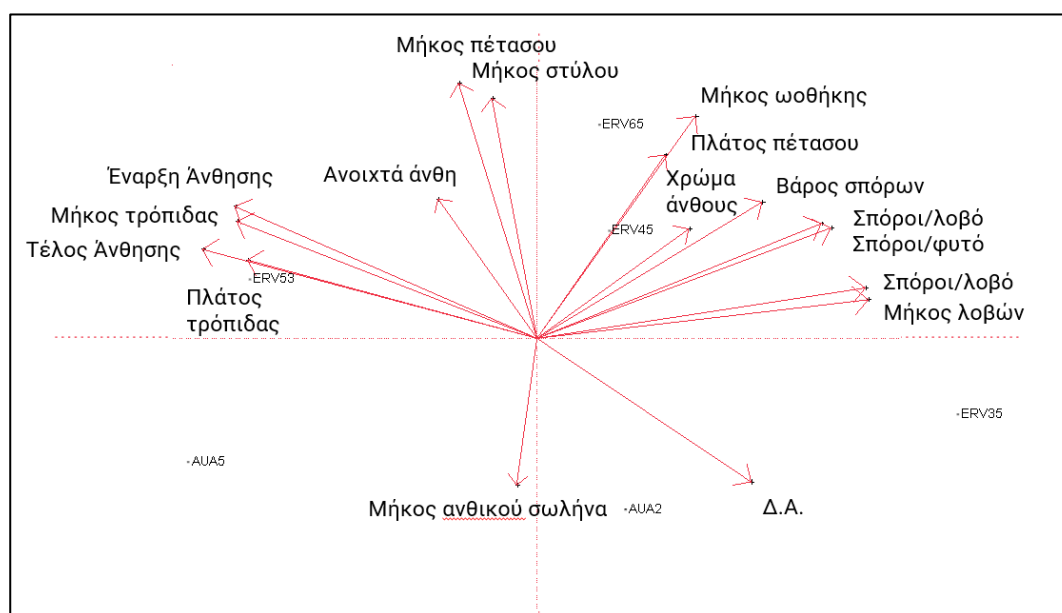 Μήκος πέτασου
Μήκος στύλου
Μήκος ωοθήκης
-ERV65
Πλάτος πέτασου
Έναρξη Άνθησης
Ανοιχτά άνθη
Χρώμα
άνθους
Βάρος σπόρων
Μήκος τρόπιδας
Σπόροι/λοβό
Τέλος Άνθησης
-ERV45
Σπόροι/φυτό
-ERV53
Σπόροι/λοβό
Πλάτος
τρόπιδας
Μήκος λοβών
-ERV35
-AUA5
Μήκος ανθικού σωλήνα
-AUA2
Δ.Α.